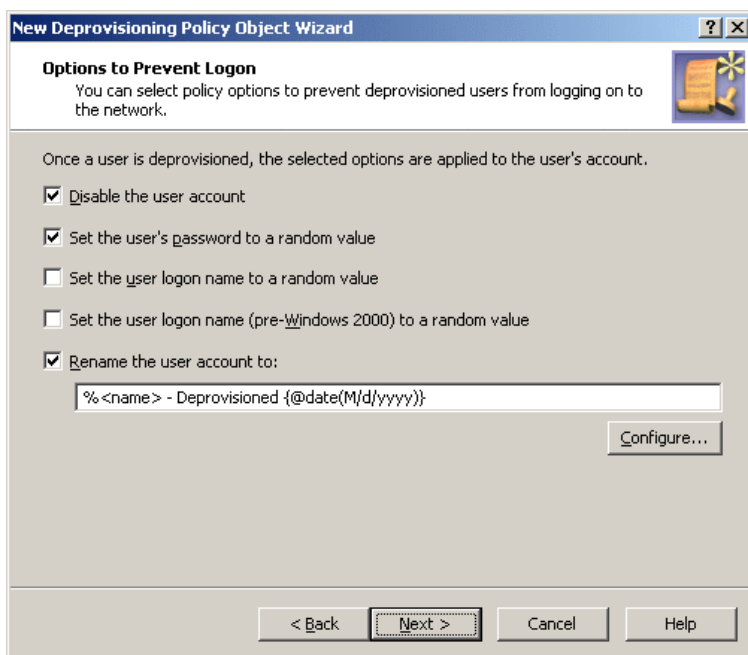 New Deprovisioning Policy Object Wizard
Options to Prevent Logon
You can select policy options to prevent deprovisioned users from logging on to
the network.
Once a user is deprovisioned, the selected options are applied to the user's account.
Disable the user account
Set the user's password to a random value
Set the user logon name to a random value
Set the user logon name (pre-Windows 2000) to a random value
Rename the user account to:
%<name> - Deprovisioned {@date(M/d/yyyy)}
Configure...
< Back
Next >
Cancel
Help